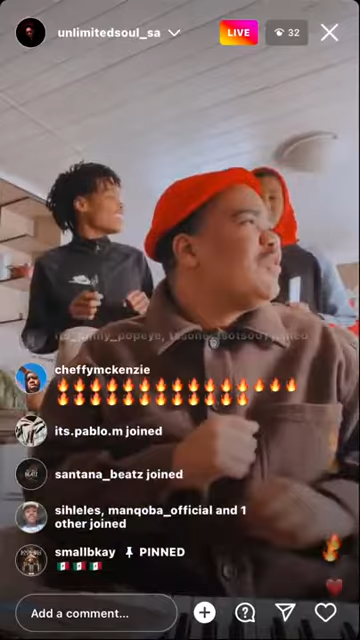 unlimitedsoul_sa
LIVE
32
joined
cheffymckenzie
🔥🔥🔥🔥🔥🔥🔥🔥🔥🔥🔥🔥🔥🔥🔥
🔥🔥🔥🔥🔥🔥🔥🔥🔥🔥🔥🔥
its.pablo.m joined
santana_beatz joined
sihleles, manqoba_official and 1
other joined
smallbkay PINNED
🇲🇽 🇲🇽 🇲🇽
Add a comment...